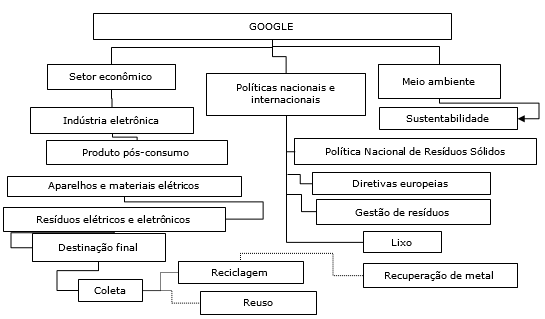 GOOGLE
Setor econômico
Políticas nacionais e
internacionais
Meio ambiente
Indústria eletrônica
Sustentabilidade
Produto pós-consumo
Política Nacional de Resíduos Sólidos
Aparelhos e materiais elétricos
Diretivas europeias
Resíduos elétricos e eletrônicos
Gestão de resíduos
Destinação final
Lixo
Reciclagem
Recuperação de metal
Coleta
Reuso